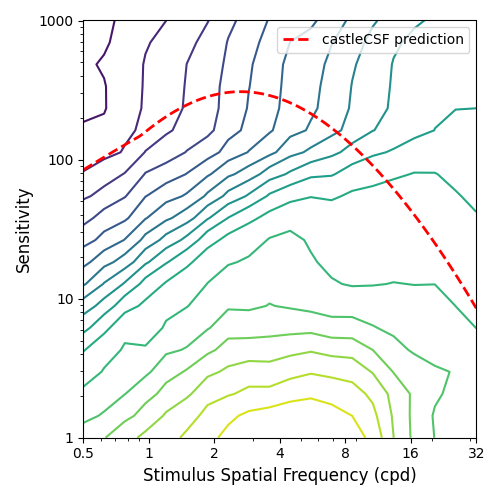 1000
castleCSF prediction
100
Sensitivity
10
1
0.5 1 2 4 8 16 32
Stimulus Spatial Frequency (cpd)